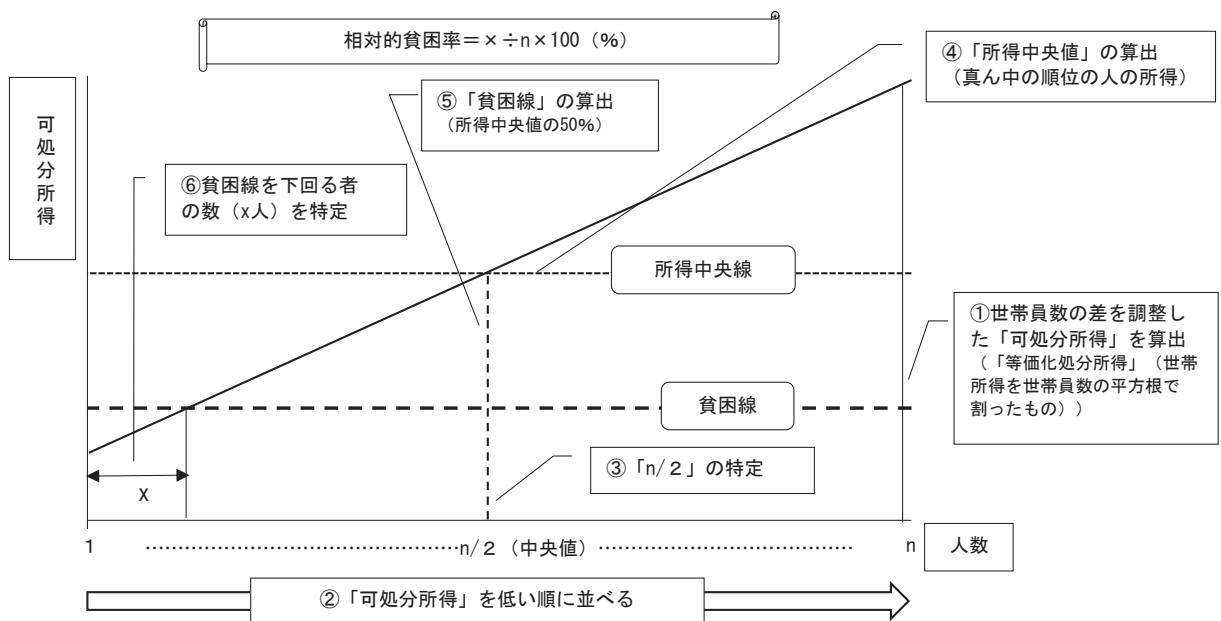 相対的貧困率＝×÷n×100（%）
④「所得中央値」の算出
（真ん中の順位の人の所得）
⑤「貧困線」の算出
（所得中央値の50%）
可処分所得
⑥貧困線を下回る者
の数（x人）を特定
所得中央線
①世帯員数の差を調整し
た「可処分所得」を算出
（「等価化処分所得」（世帯
所得を世帯員数の平方根で
割ったもの））
貧困線
③「n/２」の特定
x
1 ……………………………………n/２（中央値）……………………………… n
人数
②「可処分所得」を低い順に並べる